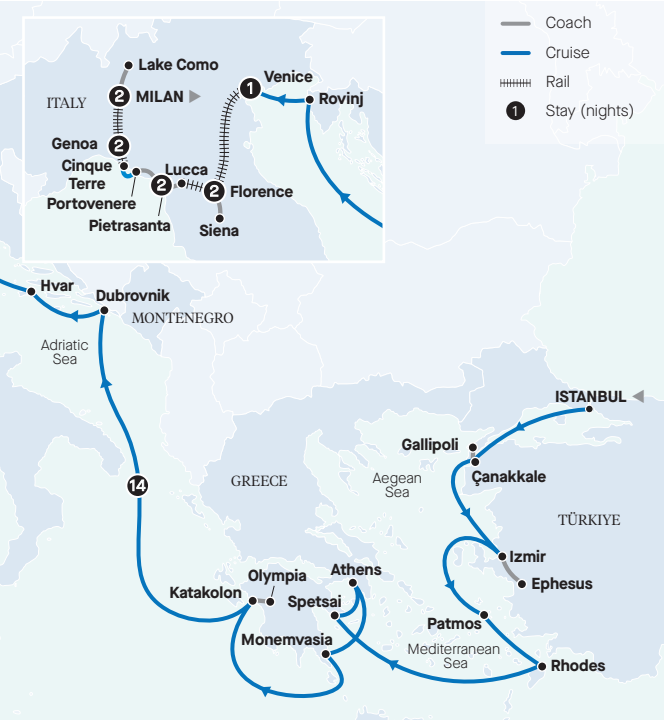 Coach
Cruise
Rail
1 Stay (nights)
Lake Como
ITALY
2 MILAN
Venice
1
Rovinj
Genoa 2
Cinque
Terre
Lucca
Portovenere
2
2 Florence
Pietrasanta
Siena
Hvar
Dubrovnik
MONTENEGRO
Adriatic
Sea
ISTANBUL
Gallipoli
Çanakkale
GREECE
Aegean
Sea
14
TÜRKIYE
Izmir
Athens
Olympia
Ephesus
Katakolon
Spetsai
Patmos
Monemvasia
Mediterranean
Sea
Rhodes